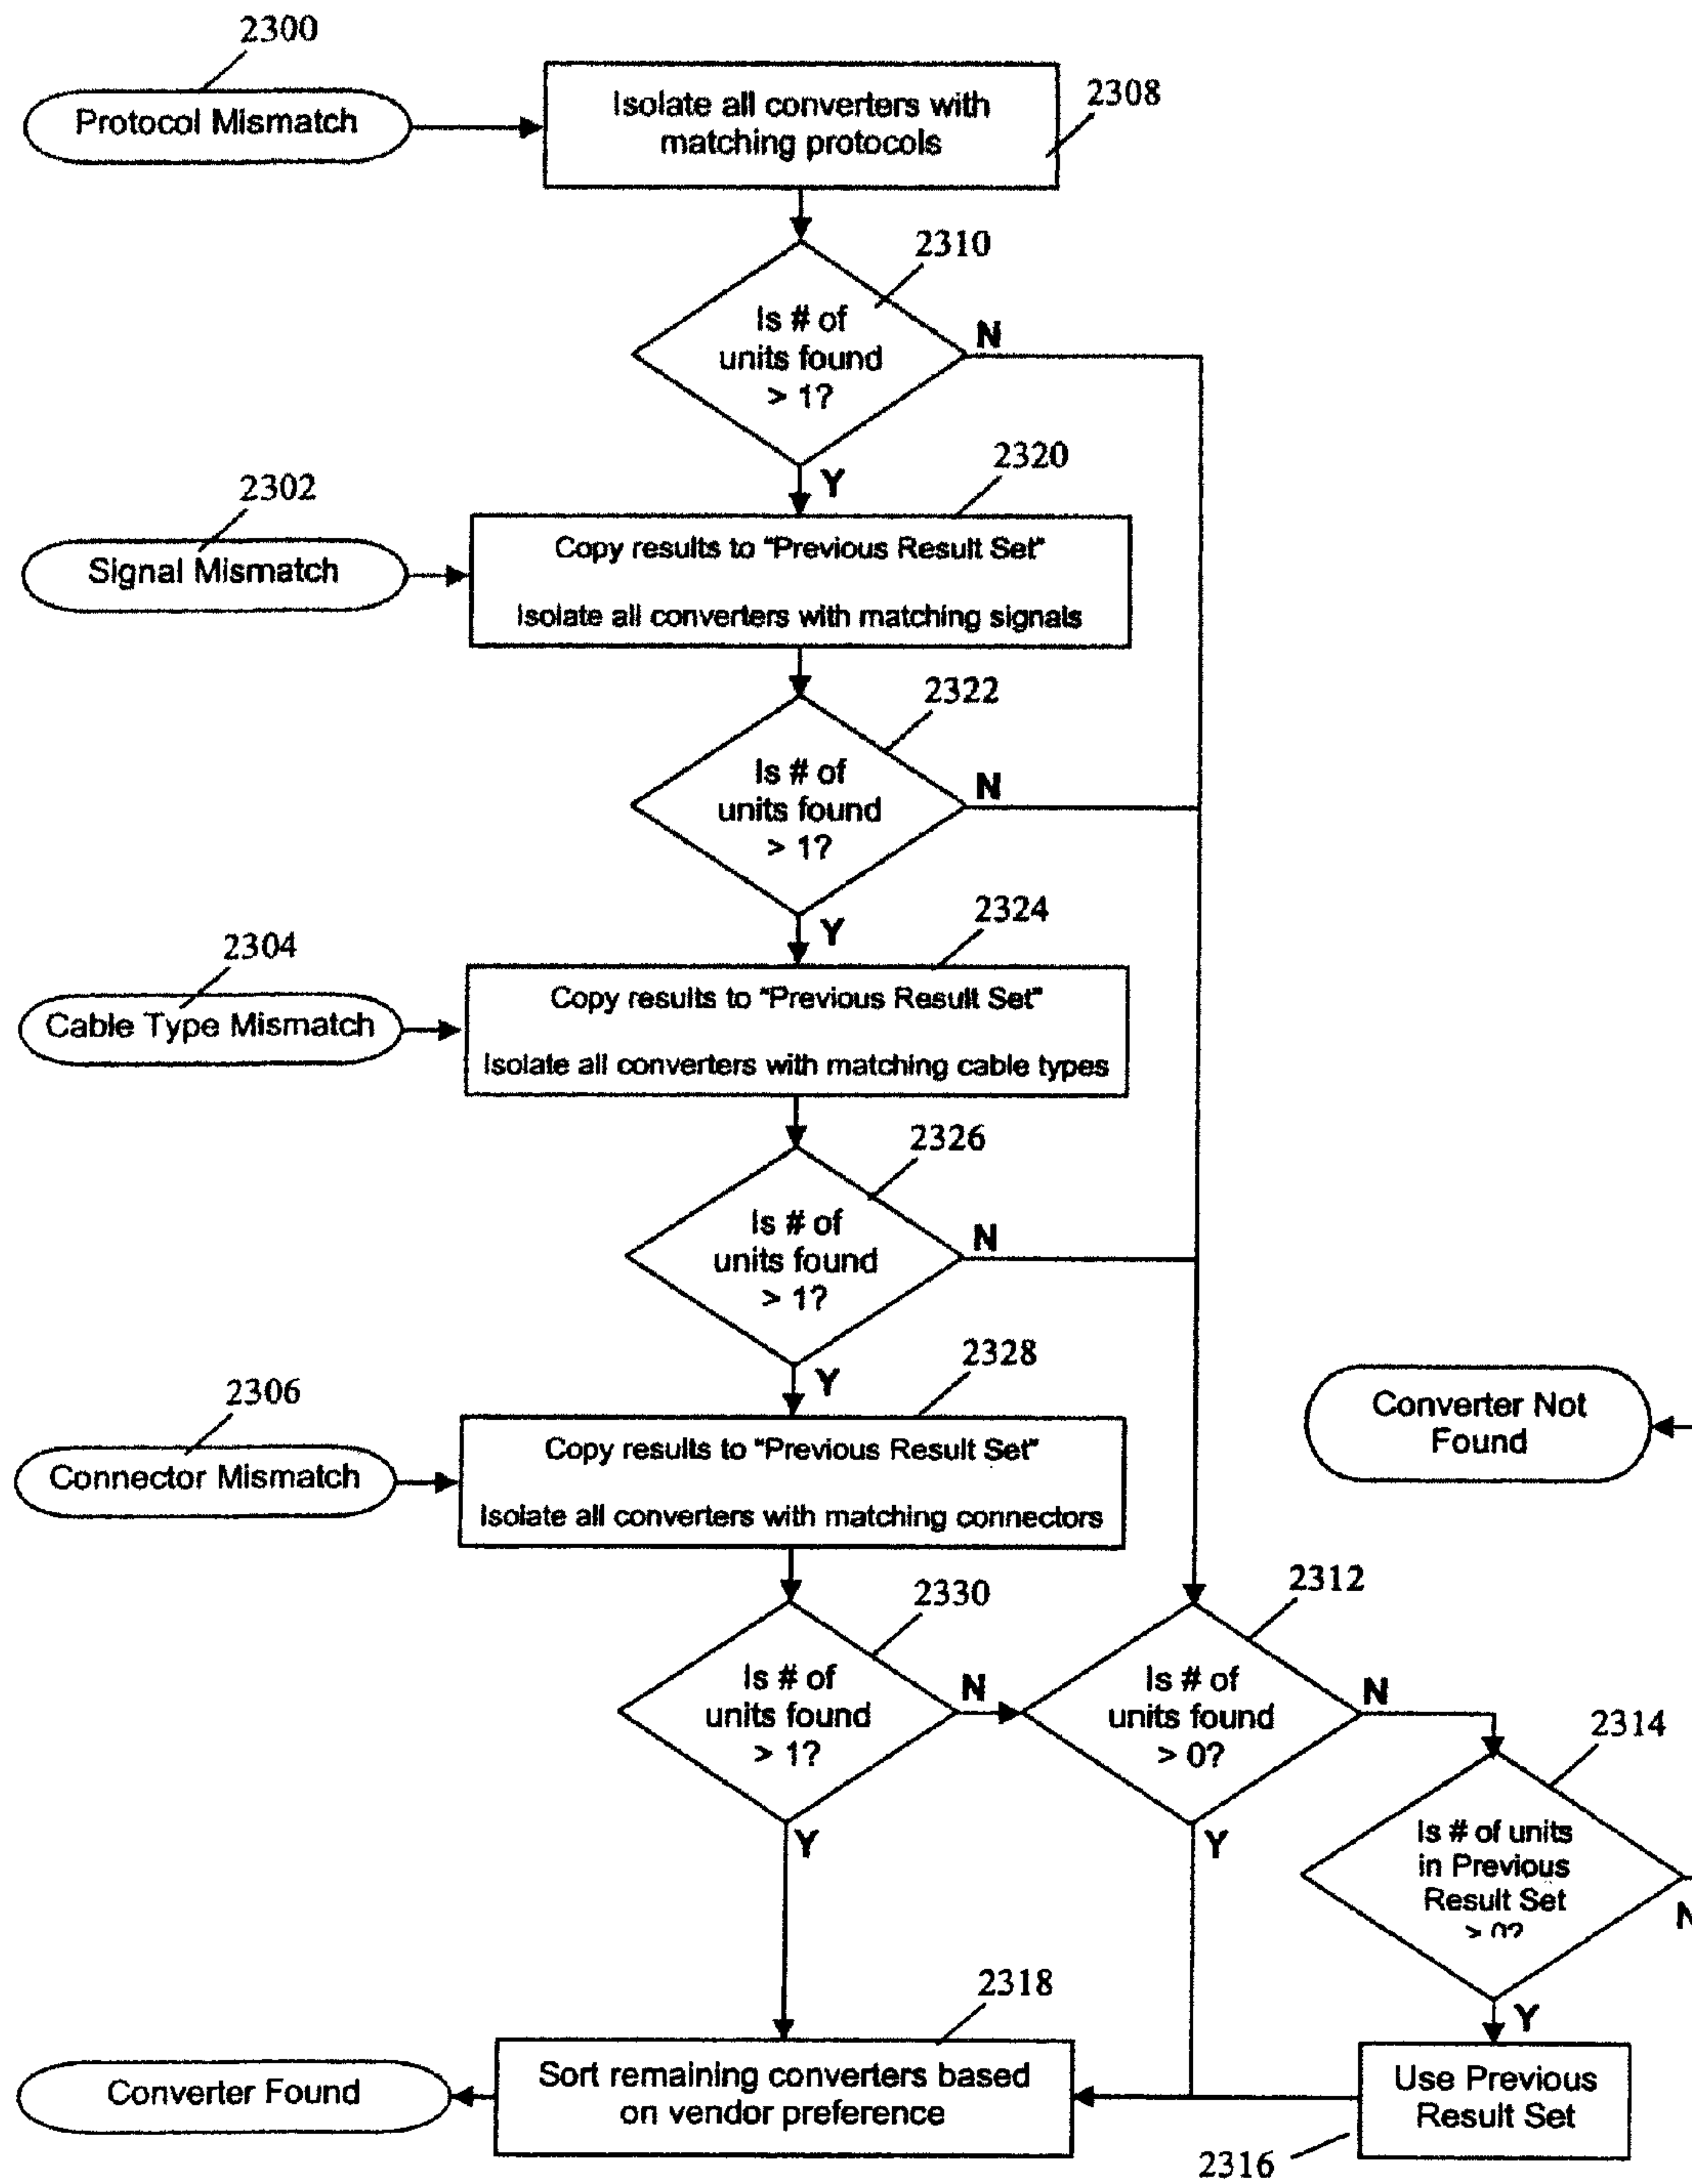 2300
Protocol Mismatch
Isolate all converters with
matching protocols
2308
2310
Is # of
units found
> 1?
N
Y
2320
2302
Signal Mismatch
Copy results to "Previous Result Set"
Isolate all converters with matching signals
2322
Is # of
units found
> 1?
N
Y
2324
2304
Cable Type Mismatch
Copy results to "Previous Result Set"
Isolate all converters with matching cable types
2326
Is # of
units found
> 1?
N
Y
2328
2306
Connector Mismatch
Copy results to "Previous Result Set"
Isolate all converters with matching connectors
Converter Not
Found
2330
Is # of
units found
> 1?
N
Y
2312
Is # of
units found
> 0?
N
Y
2314
Is # of units
in Previous
Result Set
> 0?
N
Y
2318
Converter Found
Sort remaining converters based
on vendor preference
Use Previous
Result Set
2316